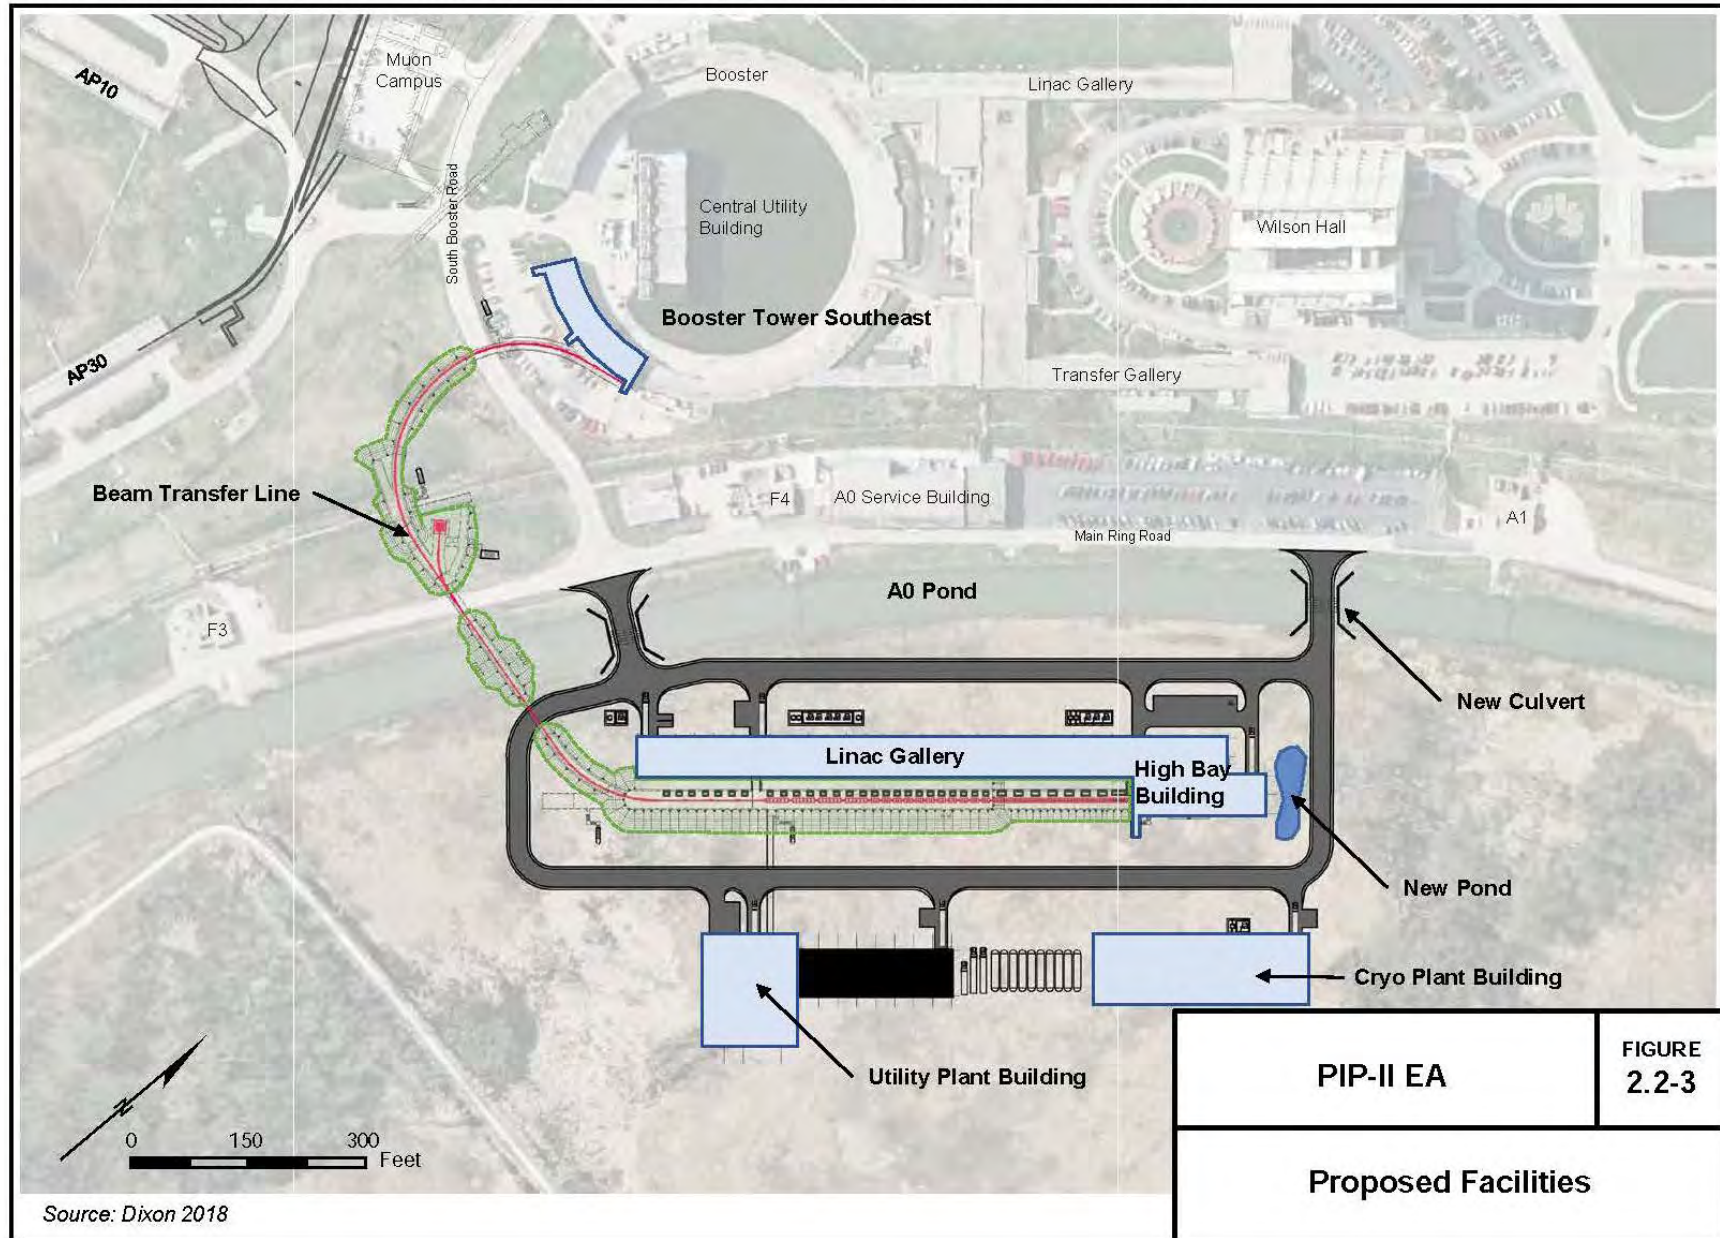 AP10
Muon
Campus
Booster
Linac Gallery
South Booster Road
Central Utility
Building
Wilson Hall
Booster Tower Southeast
AP30
Transfer Gallery
Beam Transfer Line
F4
A0 Service Building
A1
Main Ring Road
A0 Pond
F3
New Culvert
Linac Gallery
High Bay
Building
New Pond
Cryo Plant Building
Utility Plant Building
N
0 150 300
Feet
PIP-II EA
FIGURE
2.2-3
Proposed Facilities
Source: Dixon 2018